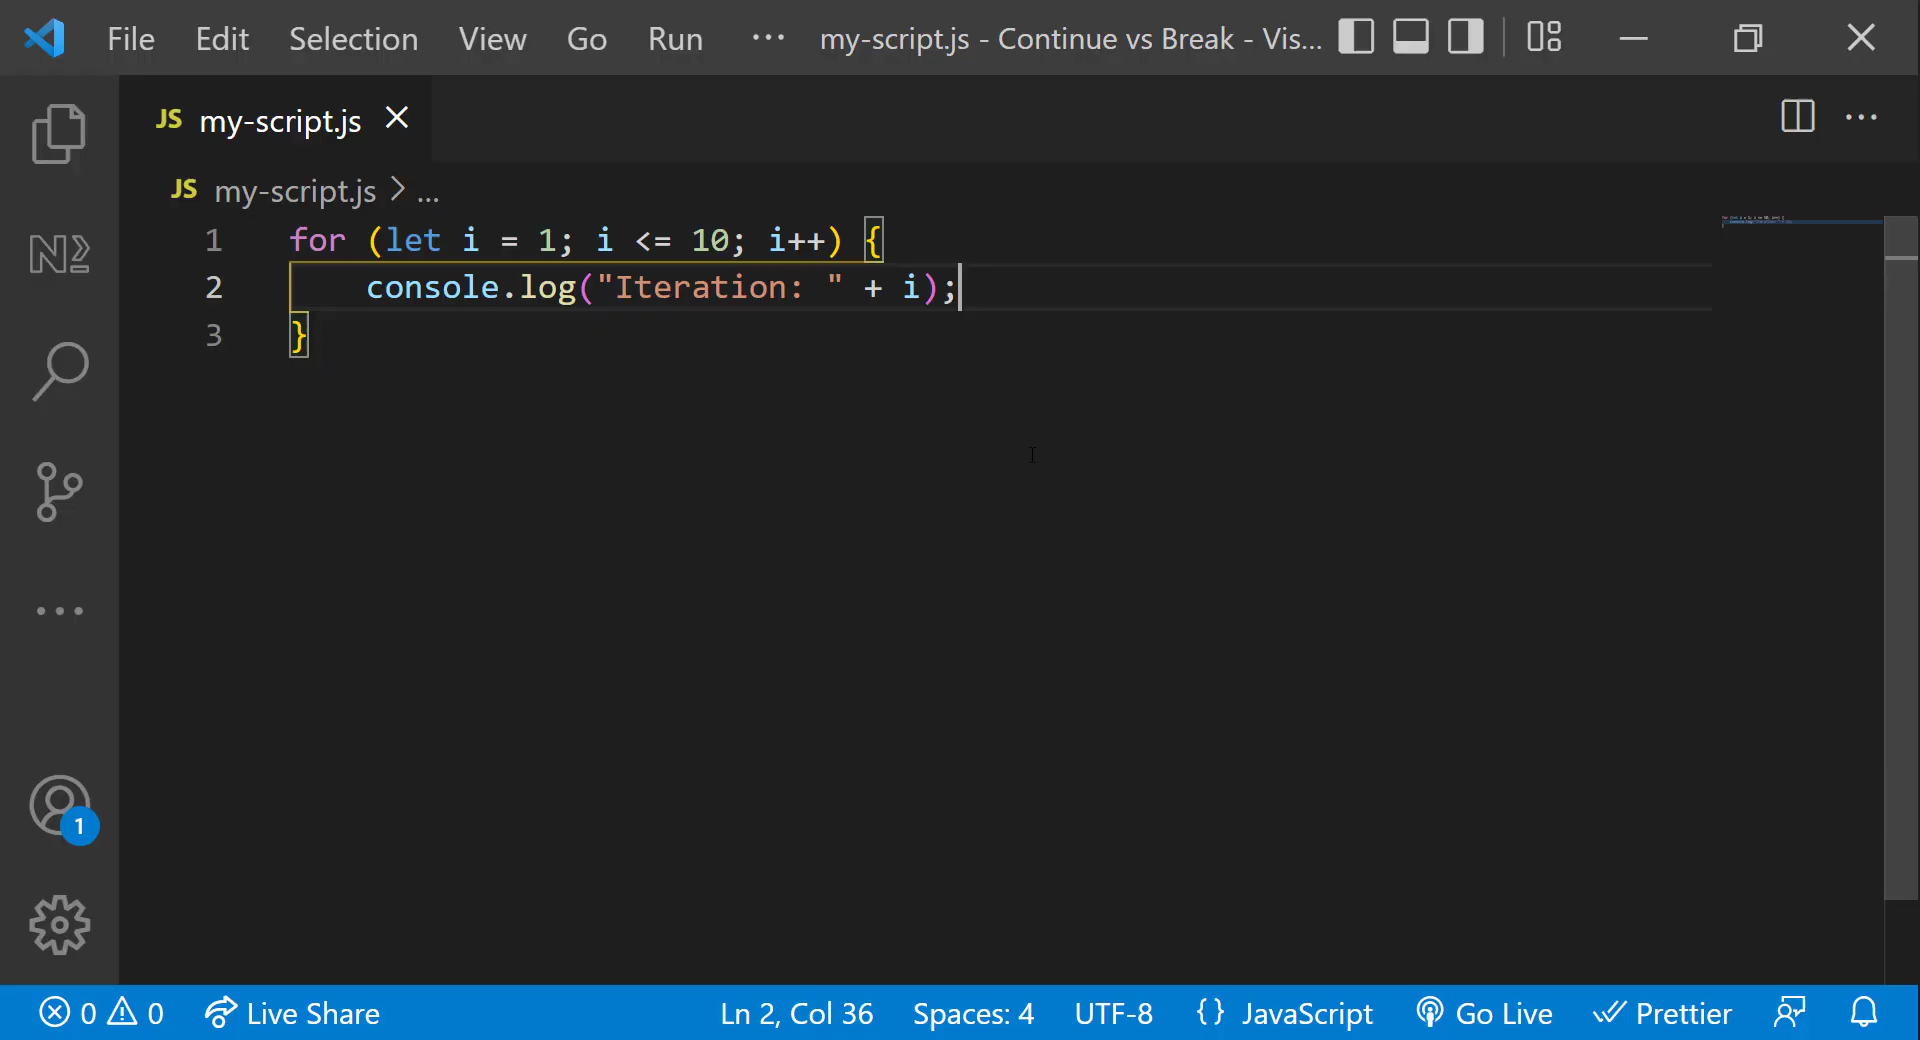 File Edit Selection View Go Run ··· my-script.js - Continue vs Break - Vis...
JS my-script.js
JS my-script.js > ...
1 for (let i = 1; i <= 10; i++) {
2     console.log("Iteration: " + i);
3 }
1
0 0 Live Share Ln 2, Col 36 Spaces: 4 UTF-8 {} JavaScript Go Live Prettier